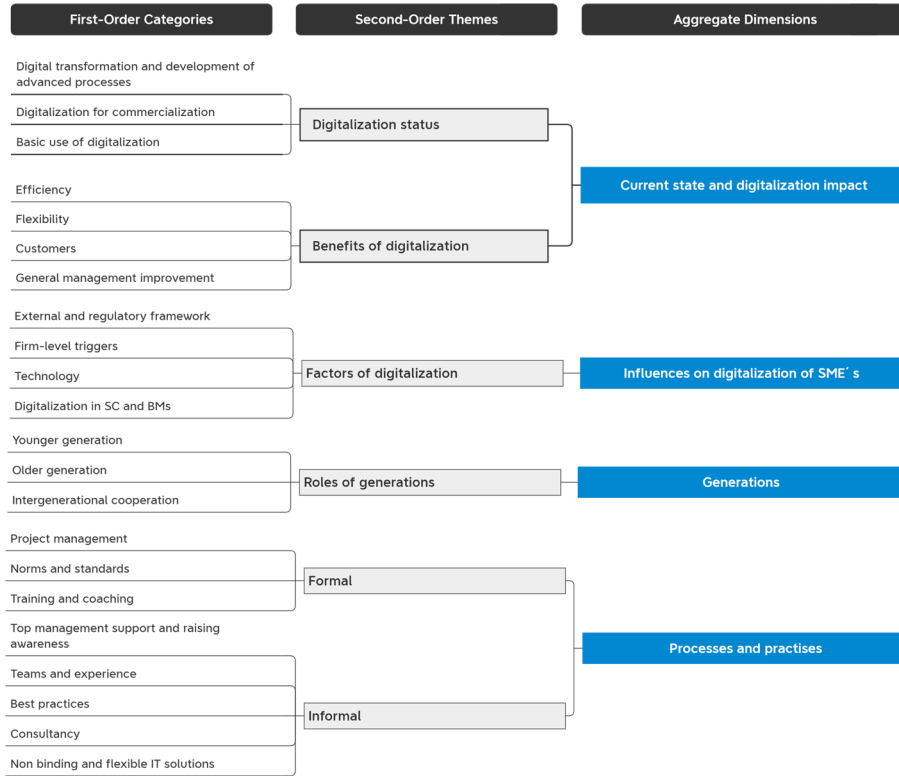 First-Order Categories
Second-Order Themes
Aggregate Dimensions
Digital transformation and development of
advanced processes
Digitalization for commercialization
Basic use of digitalization
Digitalization status
Efficiency
Flexibility
Customers
General management improvement
Benefits of digitalization
Current state and digitalization impact
External and regulatory framework
Firm-level triggers
Technology
Digitalization in SC and BMs
Factors of digitalization
Influences on digitalization of SME´ s
Younger generation
Older generation
Intergenerational cooperation
Roles of generations
Generations
Project management
Norms and standards
Training and coaching
Formal
Top management support and raising
awareness
Teams and experience
Best practices
Consultancy
Non binding and flexible IT solutions
Informal
Processes and practises